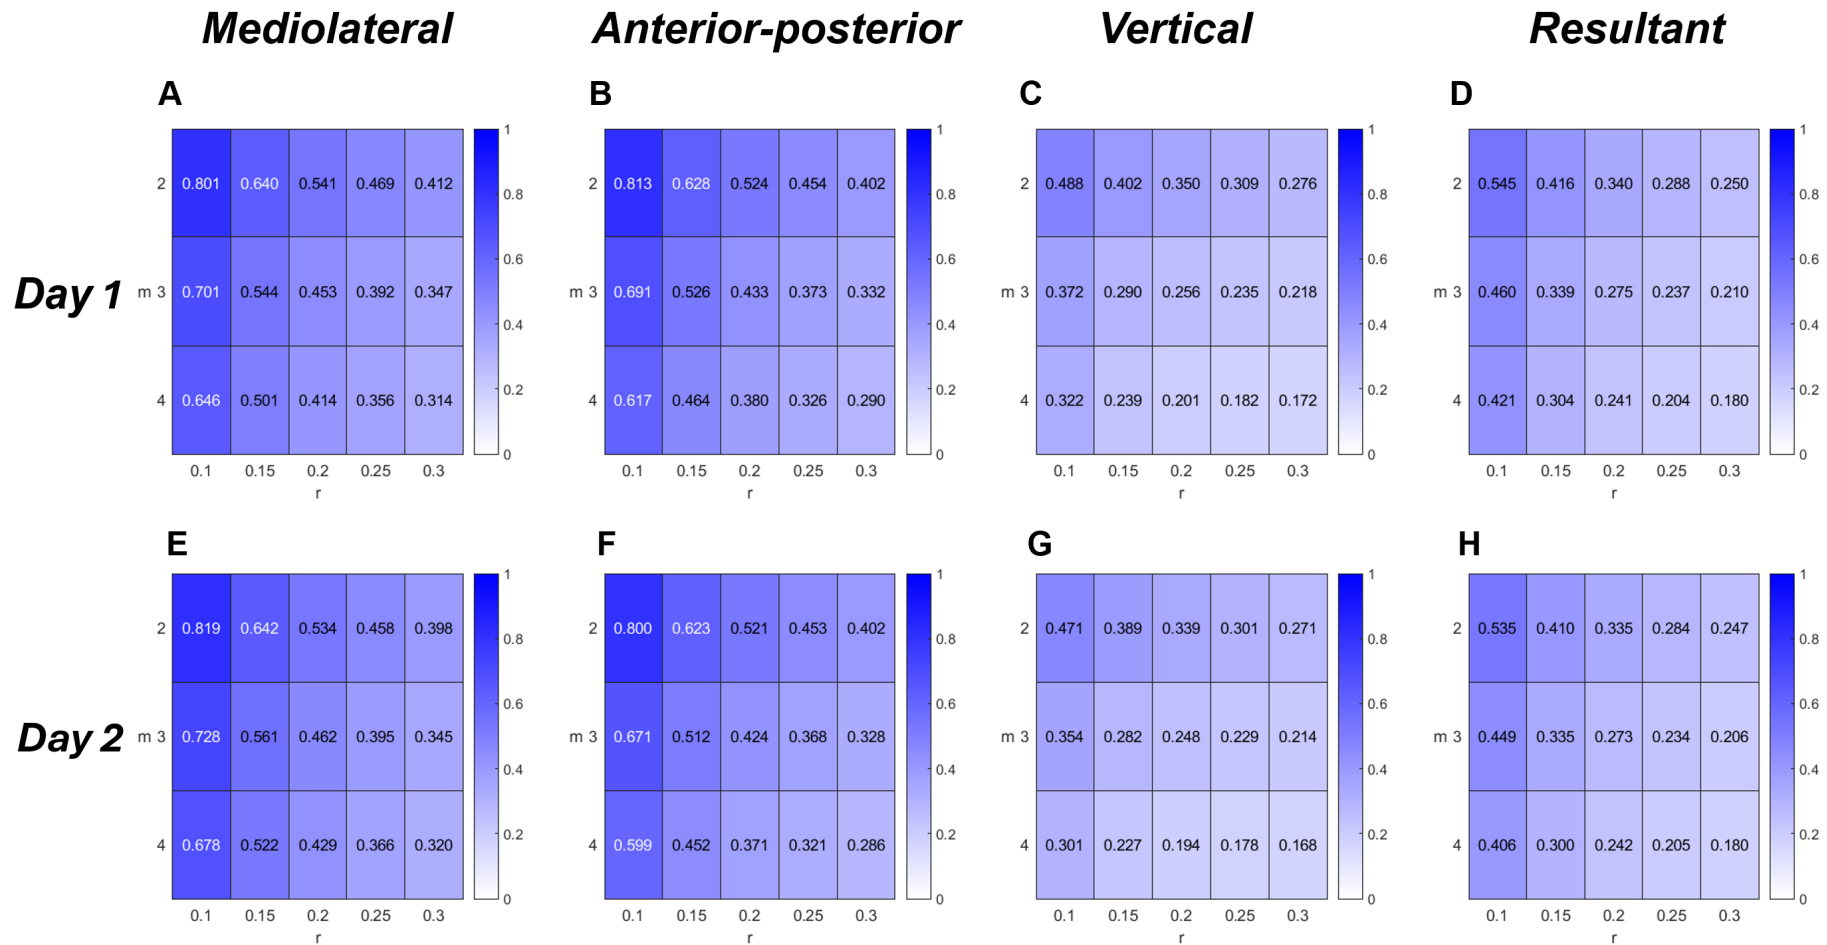 Mediolateral Anterior-posterior Vertical Resultant
A B C D
1 1 1 1
2 0.801 0.640 0.541 0.469 0.412 0.8 2 0.813 0.628 0.524 0.454 0.402 0.8 2 0.488 0.402 0.350 0.309 0.276 0.8 2 0.545 0.416 0.340 0.288 0.250 0.8
0.6 0.6 0.6 0.6
Day 1 m 3 0.701 0.544 0.453 0.392 0.347 m 3 0.691 0.526 0.433 0.373 0.332 m 3 0.372 0.290 0.256 0.235 0.218 m 3 0.460 0.339 0.275 0.237 0.210
0.4 0.4 0.4 0.4
0.2 0.2 0.2 0.2
4 0.646 0.501 0.414 0.356 0.314 4 0.617 0.464 0.380 0.326 0.290 4 0.322 0.239 0.201 0.182 0.172 4 0.421 0.304 0.241 0.204 0.180
0 0 0 0
0.1 0.15 0.2 0.25 0.3 0.1 0.15 0.2 0.25 0.3 0.1 0.15 0.2 0.25 0.3 0.1 0.15 0.2 0.25 0.3
r r r r
E F G H
1 1 1 1
2 0.819 0.642 0.534 0.458 0.398 0.8 2 0.800 0.623 0.521 0.453 0.402 0.8 2 0.471 0.389 0.339 0.301 0.271 0.8 2 0.535 0.410 0.335 0.284 0.247 0.8
0.6 0.6 0.6 0.6
Day 2 m 3 0.728 0.561 0.462 0.395 0.345 m 3 0.671 0.512 0.424 0.368 0.328 m 3 0.354 0.282 0.248 0.229 0.214 m 3 0.449 0.335 0.273 0.234 0.206
0.4 0.4 0.4 0.4
0.2 0.2 0.2 0.2
4 0.678 0.522 0.429 0.366 0.320 4 0.599 0.452 0.371 0.321 0.286 4 0.301 0.227 0.194 0.178 0.168 4 0.406 0.300 0.242 0.205 0.180
0 0 0 0
0.1 0.15 0.2 0.25 0.3 0.1 0.15 0.2 0.25 0.3 0.1 0.15 0.2 0.25 0.3 0.1 0.15 0.2 0.25 0.3
r r r r